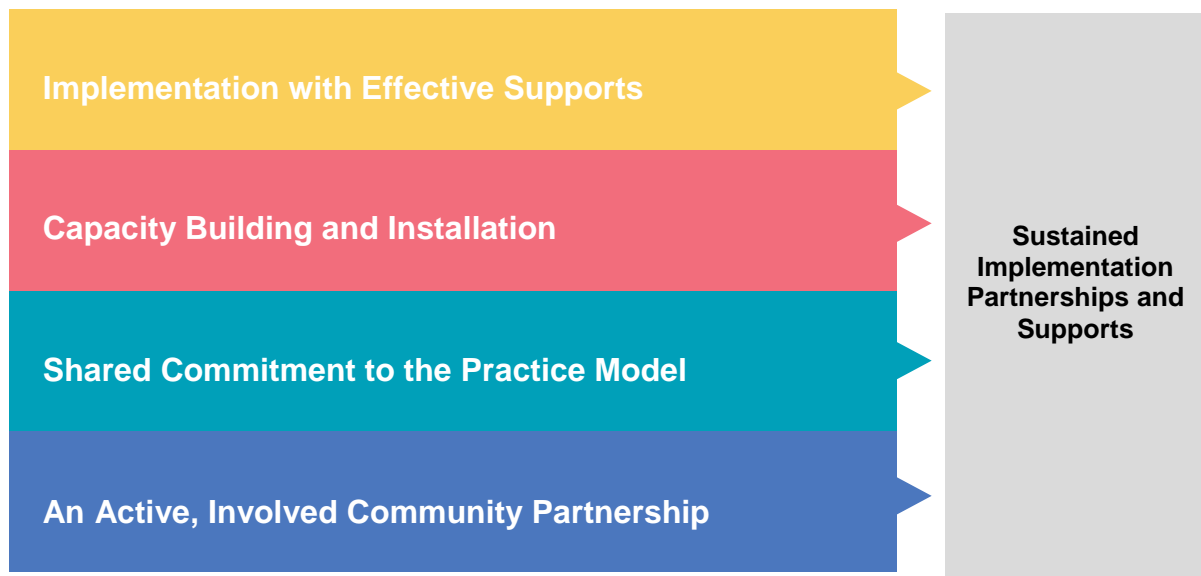 Implementation with Effective Supports
Capacity Building and Installation
Shared Commitment to the Practice Model
An Active, Involved Community Partnership
Sustained
Implementation
Partnerships and
Supports